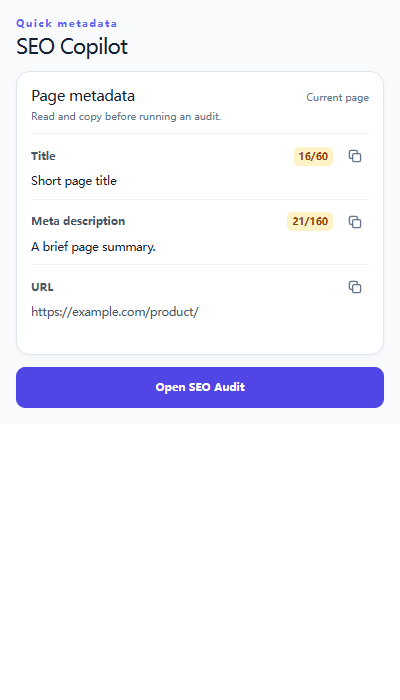 Quick metadata
SEO Copilot
Page metadata
Current page
Read and copy before running an audit.
Title
16/60
Short page title
Meta description
21/160
A brief page summary.
URL
https://example.com/product/
Open SEO Audit